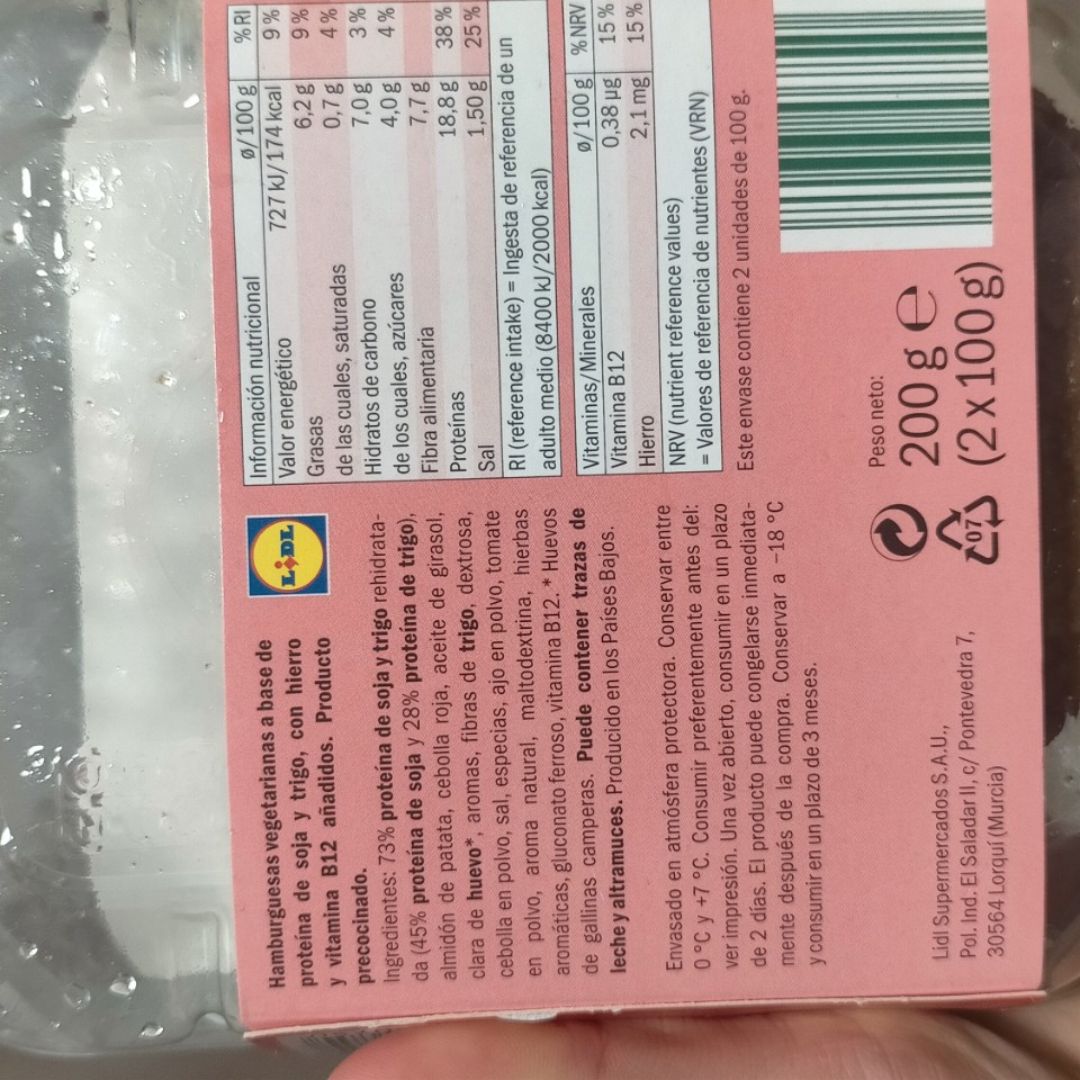 LIDL
Hamburguesas vegetarianas a base de
proteína de soja y trigo, con hierro
y vitamina B12 añadidos. Producto
precocinado.
Ingredientes: 73% proteína de soja y trigo rehidrata-
da (45% proteína de soja y 28% proteína de trigo),
almidón de patata, cebolla roja, aceite de girasol,
clara de huevo*, aromas, fibras de trigo, dextrosa,
cebolla en polvo, sal, especias, ajo en polvo, tomate
en polvo, aroma natural, maltodextrina, hierbas
aromáticas, gluconato ferroso, vitamina B12. * Huevos
de gallinas camperas. Puede contener trazas de
leche y altramuces. Producido en los Países Bajos.
Envasado en atmósfera protectora. Conservar entre
0 °C y +7 °C. Consumir preferentemente antes del:
ver impresión. Una vez abierto, consumir en un plazo
de 2 días. El producto puede congelarse inmediata-
mente después de la compra. Conservar a −18 °C
y consumir en un plazo de 3 meses.
Lidl Supermercados S.A.U.,
Pol. Ind. El Saladar II, c/ Pontevedra 7,
30564 Lorquí (Murcia)
Información nutricional ø/100 g % RI
Valor energético 727 kJ/174 kcal 9 %
Grasas 6,2 g 9 %
de las cuales, saturadas 0,7 g 4 %
Hidratos de carbono 7,0 g 3 %
de los cuales, azúcares 4,0 g 4 %
Fibra alimentaria 7,7 g
Proteínas 18,8 g 38 %
Sal 1,50 g 25 %
RI (reference intake) = Ingesta de referencia de un
adulto medio (8400 kJ/2000 kcal)
Vitaminas/Minerales ø/100 g % NRV
Vitamina B12 0,38 µg 15 %
Hierro 2,1 mg 15 %
NRV (nutrient reference values)
= Valores de referencia de nutrientes (VRN)
Este envase contiene 2 unidades de 100 g.
Peso neto:
200 g e
(2 x 100 g)
07